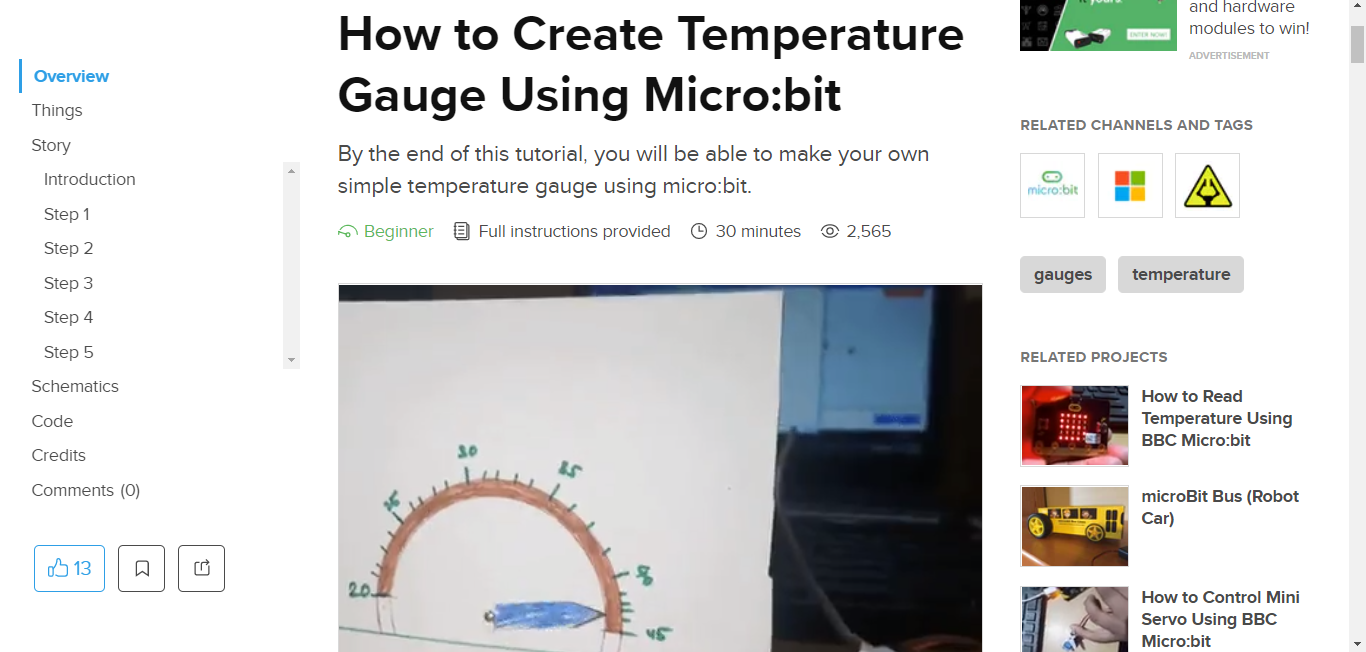 Overview
Things
Story
Introduction
Step 1
Step 2
Step 3
Step 4
Step 5
Schematics
Code
Credits
Comments (0)
13
How to Create Temperature
Gauge Using Micro:bit
By the end of this tutorial, you will be able to make your own
simple temperature gauge using micro:bit.
Beginner
Full instructions provided
30 minutes
2,565
20
30
35
45
and hardware
modules to win!
ENTER NOW!
ADVERTISEMENT
RELATED CHANNELS AND TAGS
micro:bit
gauges
temperature
RELATED PROJECTS
How to Read
Temperature Using
BBC Micro:bit
microBit Bus (Robot
Car)
How to Control Mini
Servo Using BBC
Micro:bit